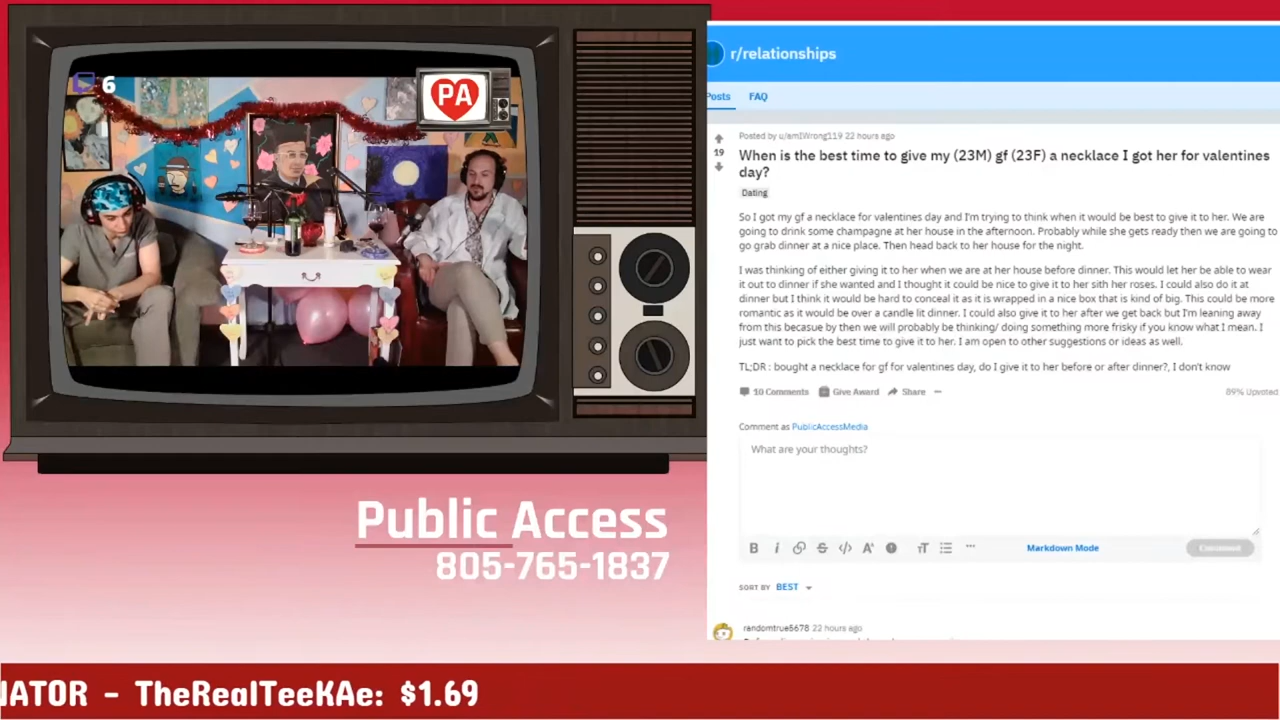 6
PA
Public Access
805-765-1837
r/relationships
Posts
FAQ
Posted by u/amIWrong119 22 hours ago
19
When is the best time to give my (23M) gf (23F) a necklace I got her for valentines
day?
Dating
So I got my gf a necklace for valentines day and I'm trying to think when it would be best to give it to her. We are
going to drink some champagne at her house in the afternoon. Probably while she gets ready then we are going to
go grab dinner at a nice place. Then head back to her house for the night.
I was thinking of either giving it to her when we are at her house before dinner. This would let her be able to wear
it out to dinner if she wanted and I thought it could be nice to give it to her sith her roses. I could also do it at
dinner but I think it would be hard to conceal it as it is wrapped in a nice box that is kind of big. This could be more
romantic as it would be over a candle lit dinner. I could also give it to her after we get back but I'm leaning away
from this becasue by then we will probably be thinking/ doing something more frisky if you know what I mean. I
just want to pick the best time to give it to her. I am open to other suggestions or ideas as well.
TL;DR : bought a necklace for gf for valentines day, do I give it to her before or after dinner?, I don't know
10 Comments Give Award Share
89% Upvoted
Comment as PublicAccessMedia
What are your thoughts?
Markdown Mode
Comment
SORT BY BEST
randomtrue5678 22 hours ago
NATOR - TheRealTeeKAe: $1.69